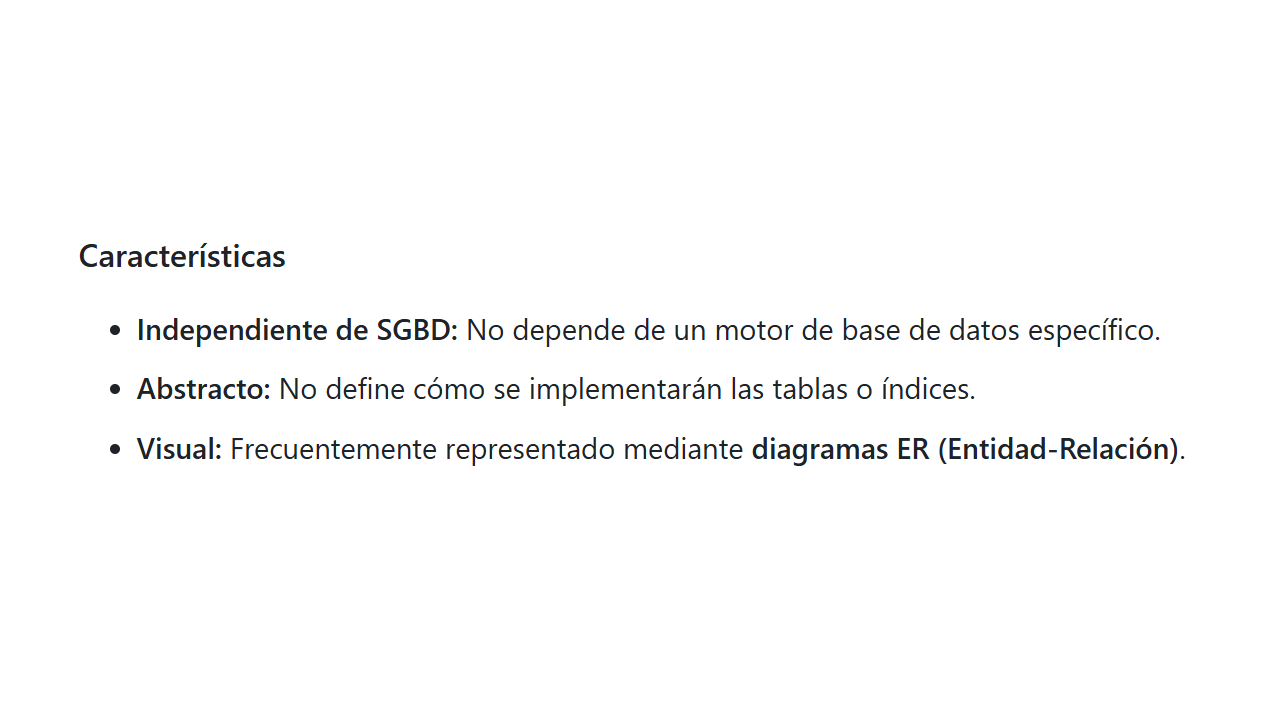 Características
• Independiente de SGBD: No depende de un motor de base de datos específico.
• Abstracto: No define cómo se implementarán las tablas o índices.
• Visual: Frecuentemente representado mediante diagramas ER (Entidad-Relación).